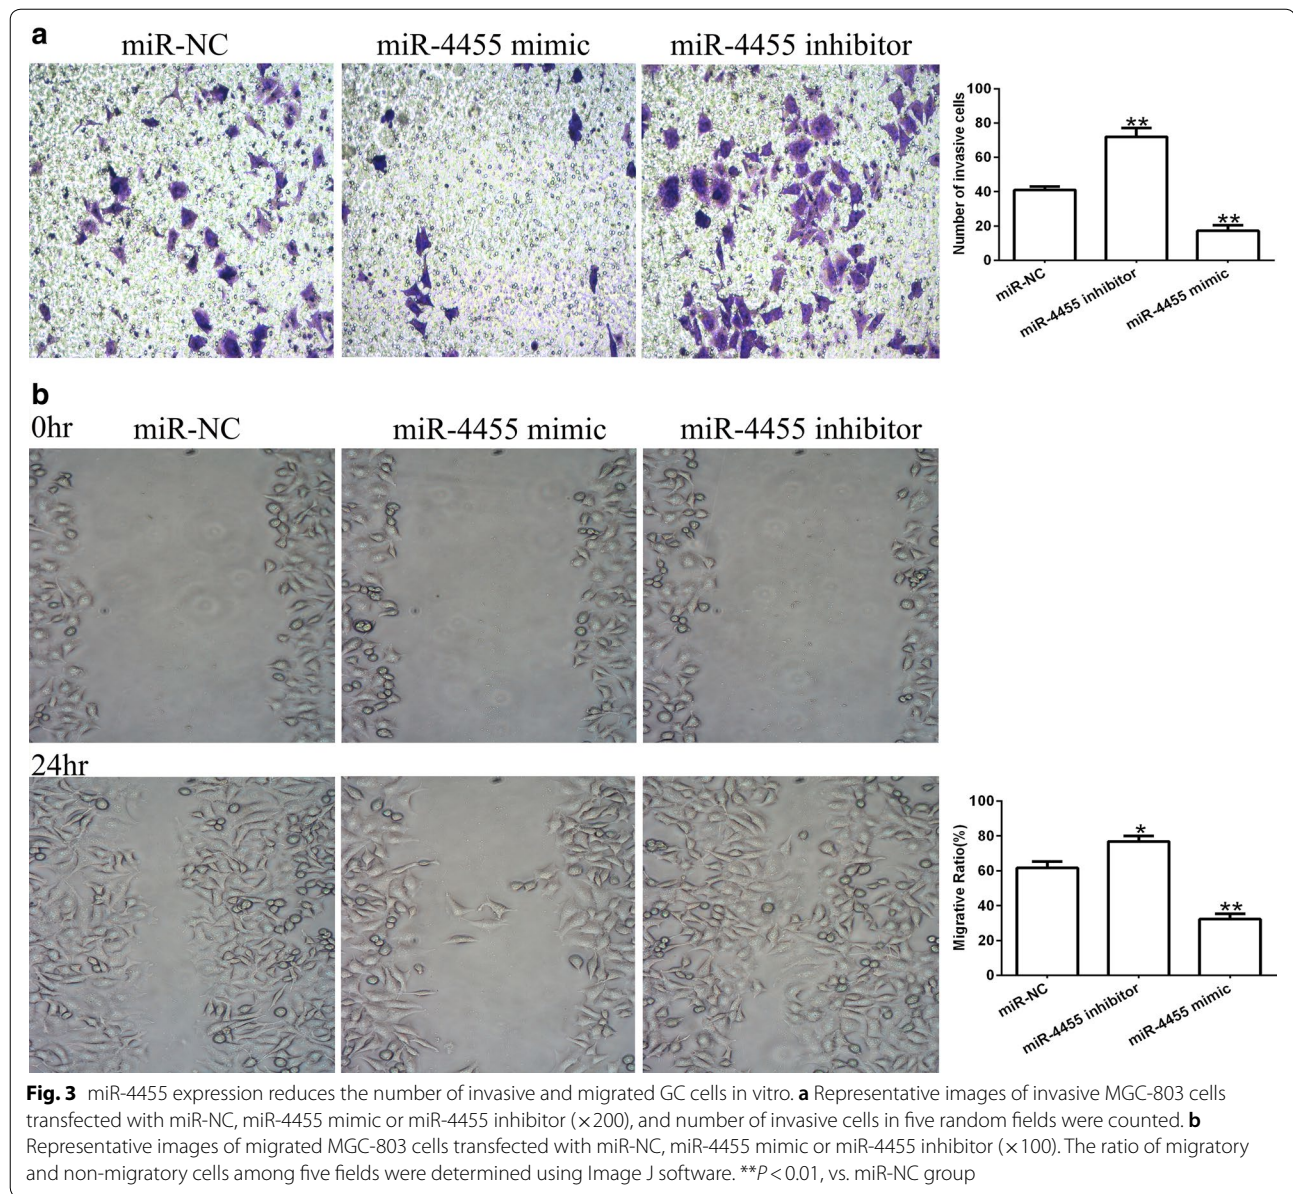 a
miR-NC
miR-4455 mimic
miR-4455 inhibitor
Number of invasive cells
100
80
60
40
20
0
**
**
miR-NC
miR-4455 inhibitor
miR-4455 mimic
b
0hr
miR-NC
miR-4455 mimic
miR-4455 inhibitor
24hr
Migrative Ratio(%)
100
80
60
40
20
0
*
**
miR-NC
miR-4455 inhibitor
miR-4455 mimic
Fig. 3 miR-4455 expression reduces the number of invasive and migrated GC cells in vitro. a Representative images of invasive MGC-803 cells
transfected with miR-NC, miR-4455 mimic or miR-4455 inhibitor (×200), and number of invasive cells in five random fields were counted. b
Representative images of migrated MGC-803 cells transfected with miR-NC, miR-4455 mimic or miR-4455 inhibitor (×100). The ratio of migratory
and non-migratory cells among five fields were determined using Image J software. **P < 0.01, vs. miR-NC group